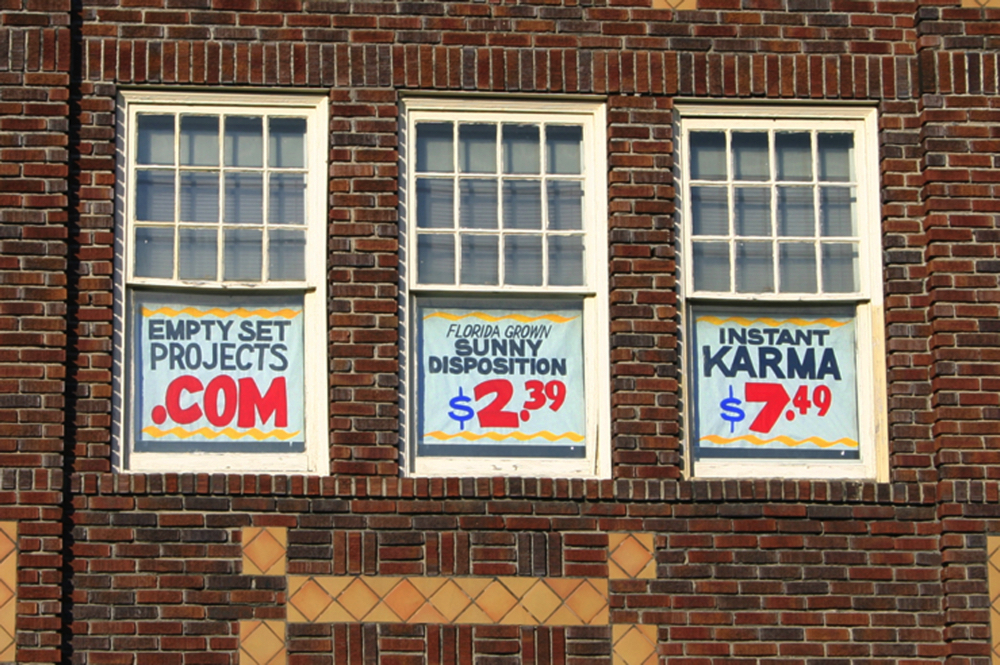 EMPTY SET
PROJECTS
.COM
FLORIDA GROWN
SUNNY
DISPOSITION
$2.39
INSTANT
KARMA
$7.49